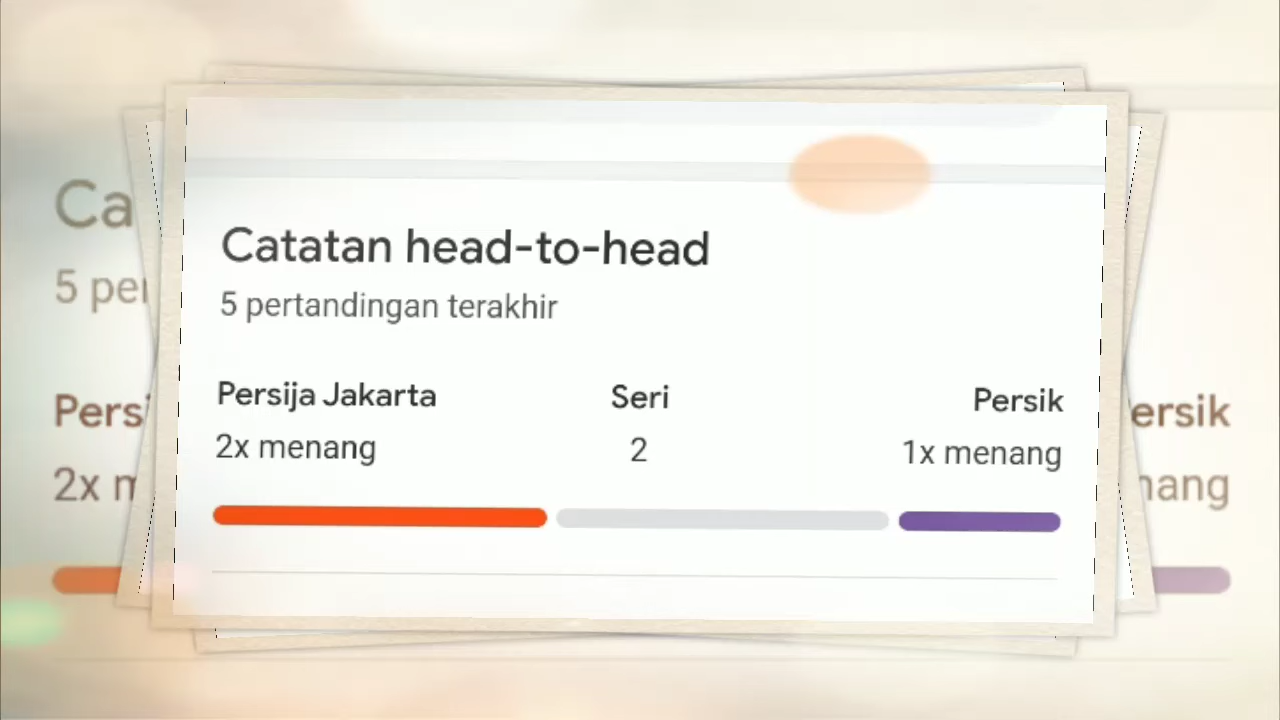 Catatan head-to-head
5 pertandingan terakhir
Persija Jakarta Seri Persik
2x menang 2 1x menang